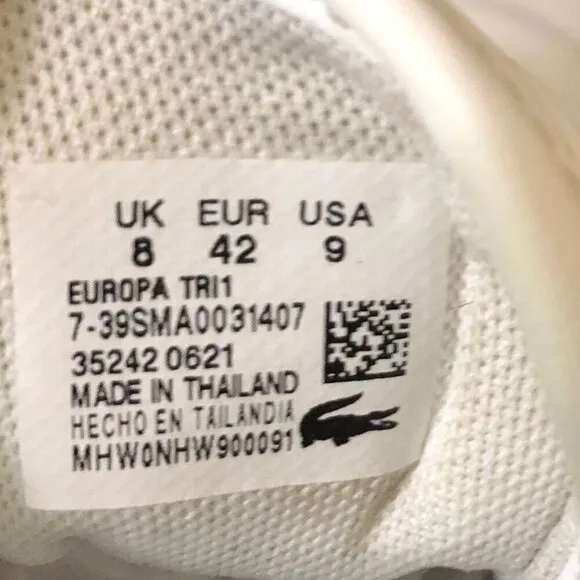 UK EUR USA
8 42 9
EUROPA TRI1
7-39SMA0031407
35242 0621
MADE IN THAILAND
HECHO EN TAILANDIA
MHW0NHW900091